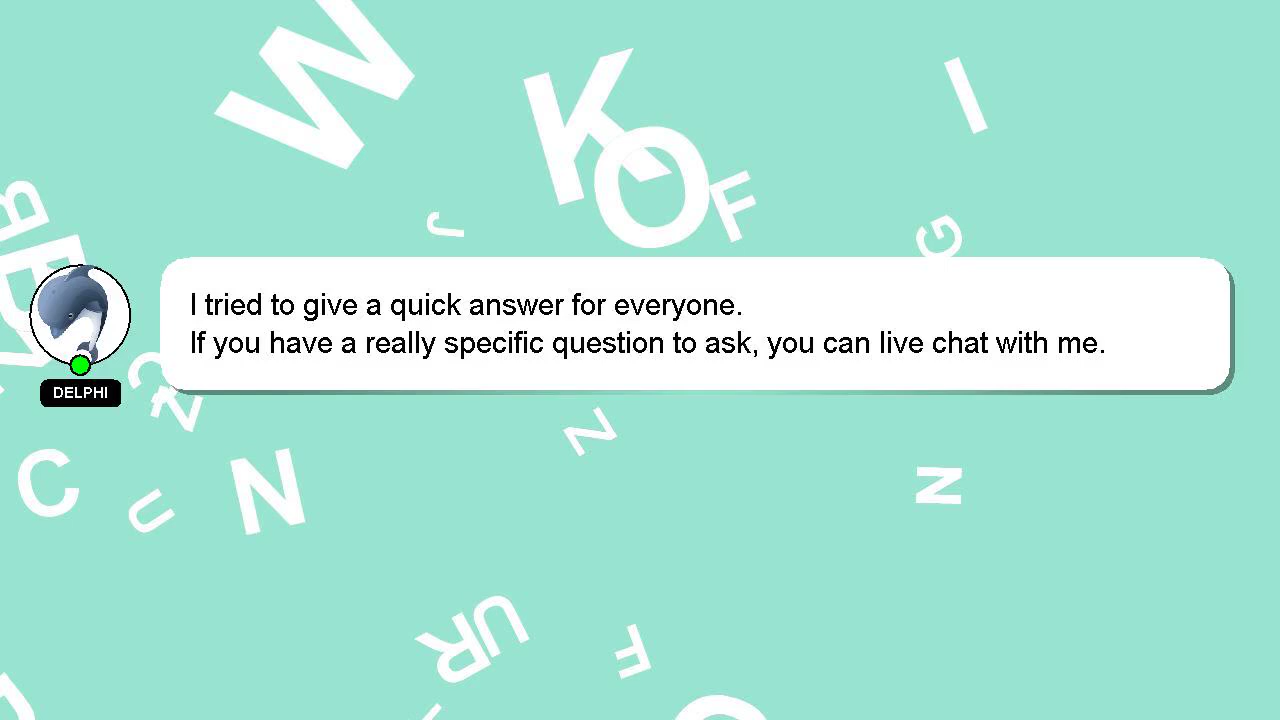 W
K
O
F
I
J
G
I tried to give a quick answer for everyone.
If you have a really specific question to ask, you can live chat with me.
DELPHI
C
Z
N
Z
C
U
N
U
R
F